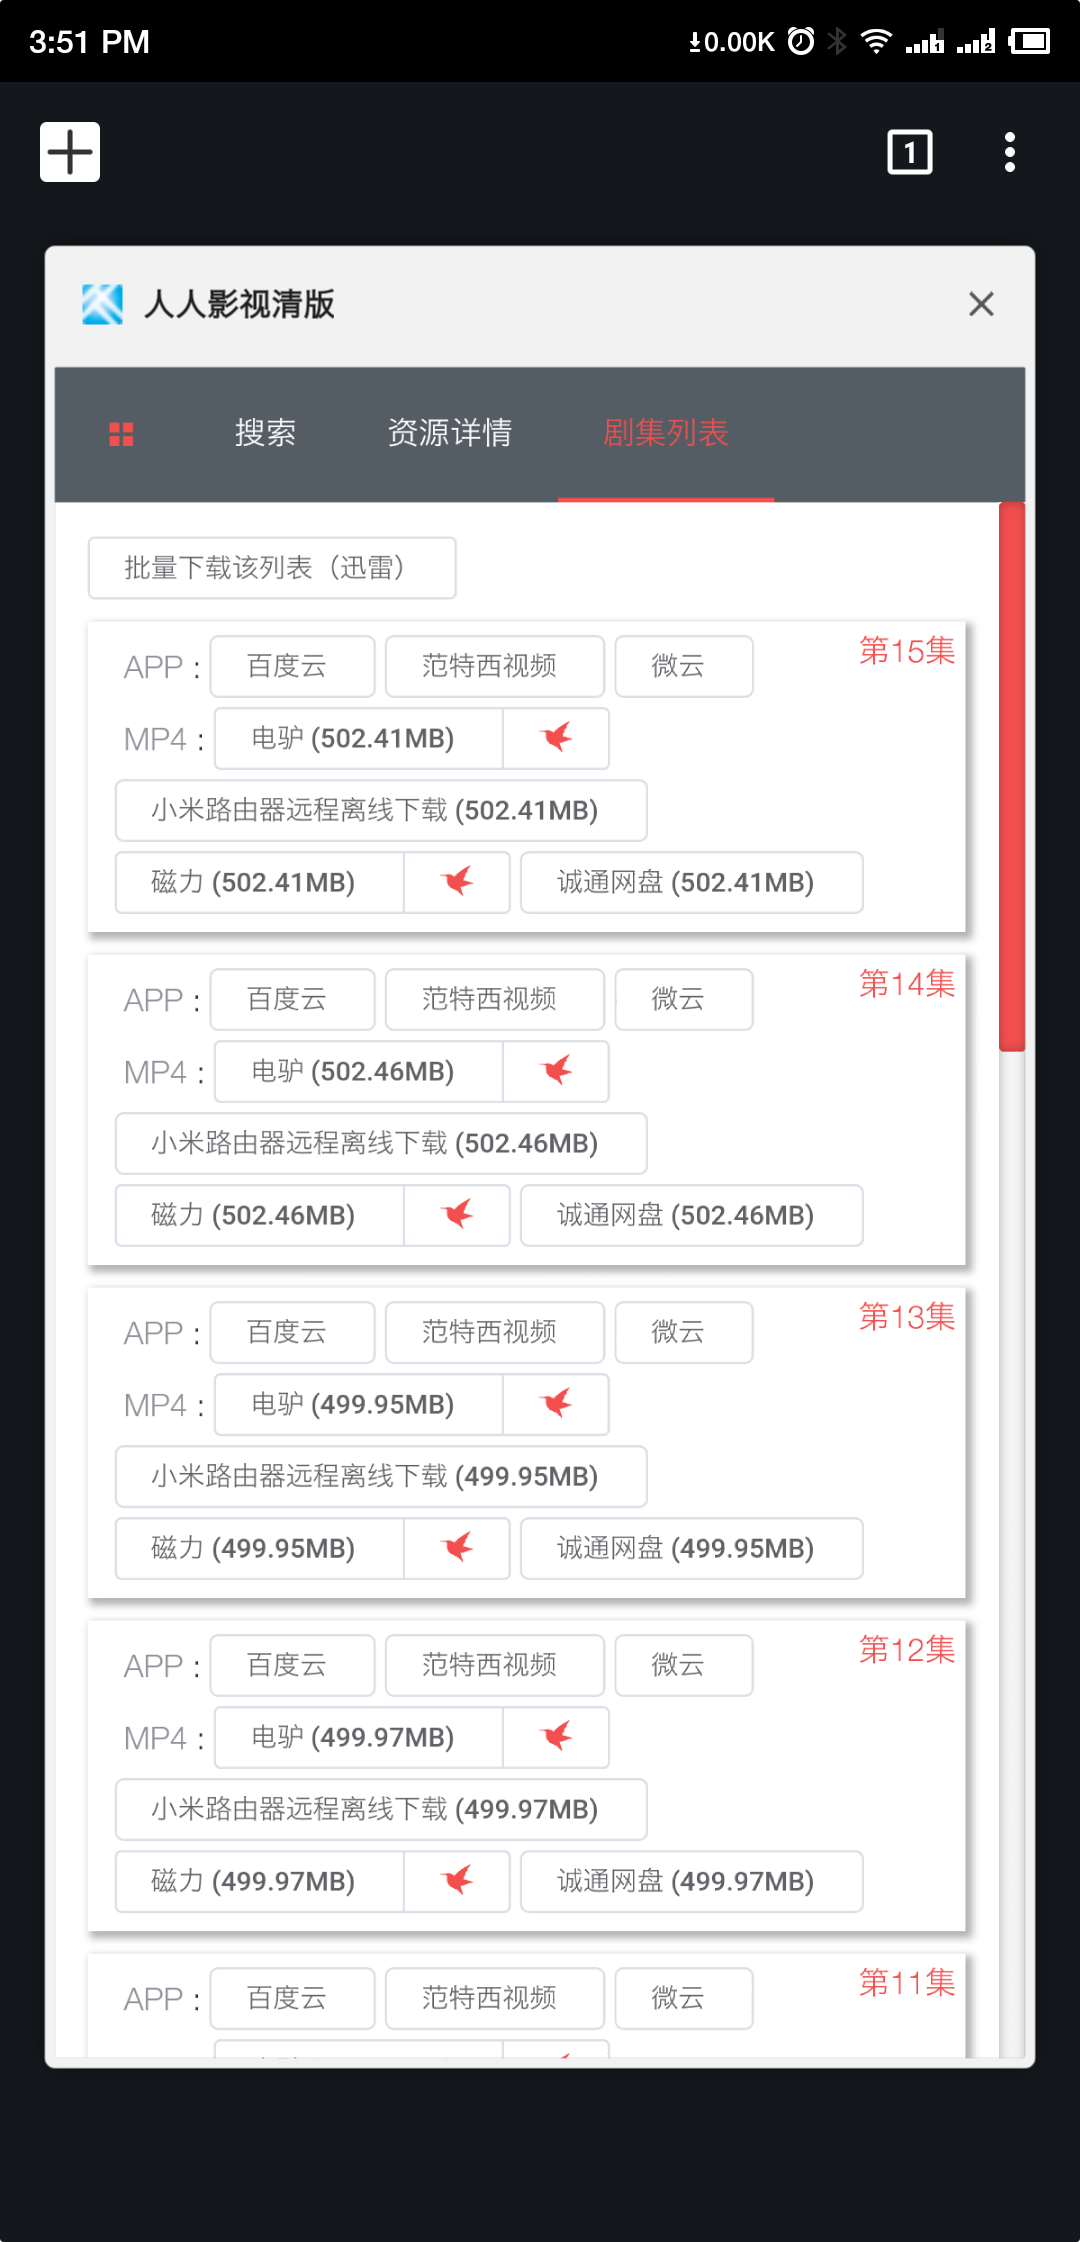 3:51 PM
0.00K
1
2
1
人人影视清版
搜索 资源详情 剧集列表
批量下载该列表（迅雷）
第15集
APP : 百度云 范特西视频 微云
MP4 : 电驴 (502.41MB)
小米路由器远程离线下载 (502.41MB)
磁力 (502.41MB) 诚通网盘 (502.41MB)
第14集
APP : 百度云 范特西视频 微云
MP4 : 电驴 (502.46MB)
小米路由器远程离线下载 (502.46MB)
磁力 (502.46MB) 诚通网盘 (502.46MB)
第13集
APP : 百度云 范特西视频 微云
MP4 : 电驴 (499.95MB)
小米路由器远程离线下载 (499.95MB)
磁力 (499.95MB) 诚通网盘 (499.95MB)
第12集
APP : 百度云 范特西视频 微云
MP4 : 电驴 (499.97MB)
小米路由器远程离线下载 (499.97MB)
磁力 (499.97MB) 诚通网盘 (499.97MB)
第11集
APP : 百度云 范特西视频 微云